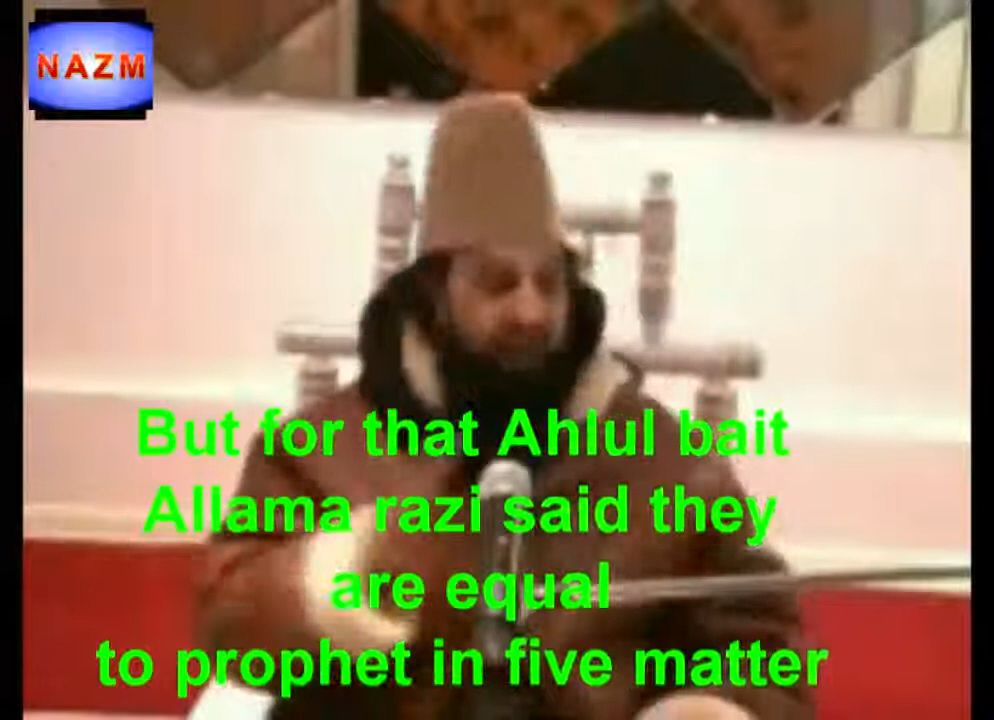 NAZM
But for that Ahlul bait
Allama razi said they
are equal
to prophet in five matter